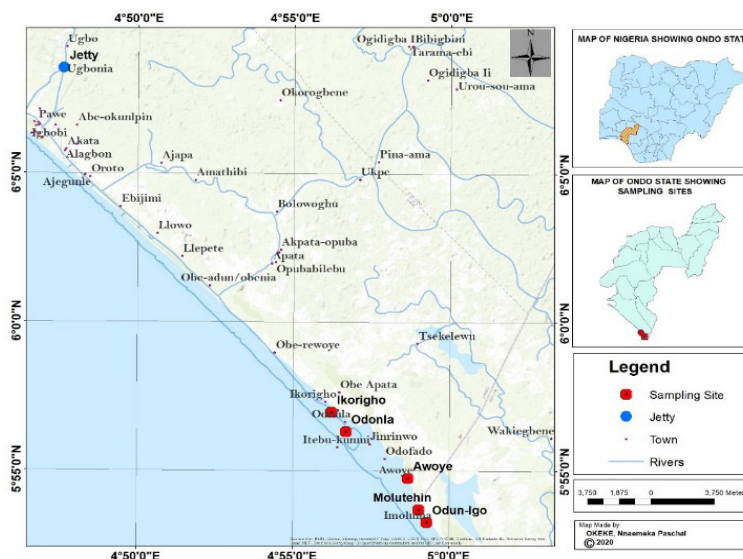 4°50'0"E
4°55'0"E
5°0'0"E
Ugbo
Jetty
Ugbonia
Ogidigba I
Bibigbini
Tarama-ebi
Ogidigba Ii
Urou-sou-ama
Okorogbene
Pawe
Abe-okunlpin
Igbobi
Akata
Alagbon
Oroto
Ajegunle
Ajapa
Amathibi
Pina-ama
Ukpe
6°5'0"N
6°5'0"N
Ebijimi
Bolowoghu
Llowo
Llepete
Akpata-opuba
Apata
Opubabilebu
Obe-adun/obenia
6°0'0"N
6°0'0"N
Obe-rewoye
Tsekelewu
Obe Apata
Ikorigho
Ikorigho
Odonla
Odonla
Itebu-kunmi
Jinrinwo
Odofado
Wakiegbene
Awoye
Awoye
5°55'0"N
5°55'0"N
Molutehin
Odun-Igo
Imoluma
4°50'0"E
4°55'0"E
5°0'0"E
MAP OF NIGERIA SHOWING ONDO STATE
MAP OF ONDO STATE SHOWING
SAMPLING SITES
Legend
Sampling Site
Jetty
Town
Rivers
3,750 1,875 0 3,750 Meters
Map Made by:
OKEKE, Nnaemeka Paschal
© 2020